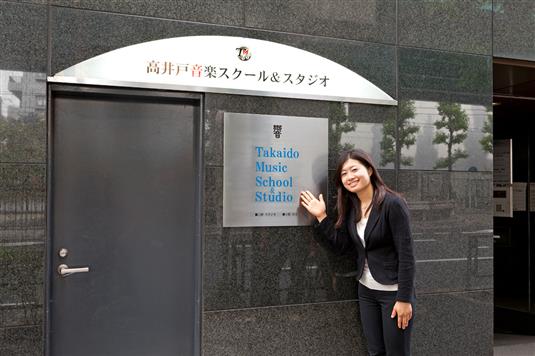 高井戸音楽スクール&スタジオ
響
Takaido
Music
School
&
Studio